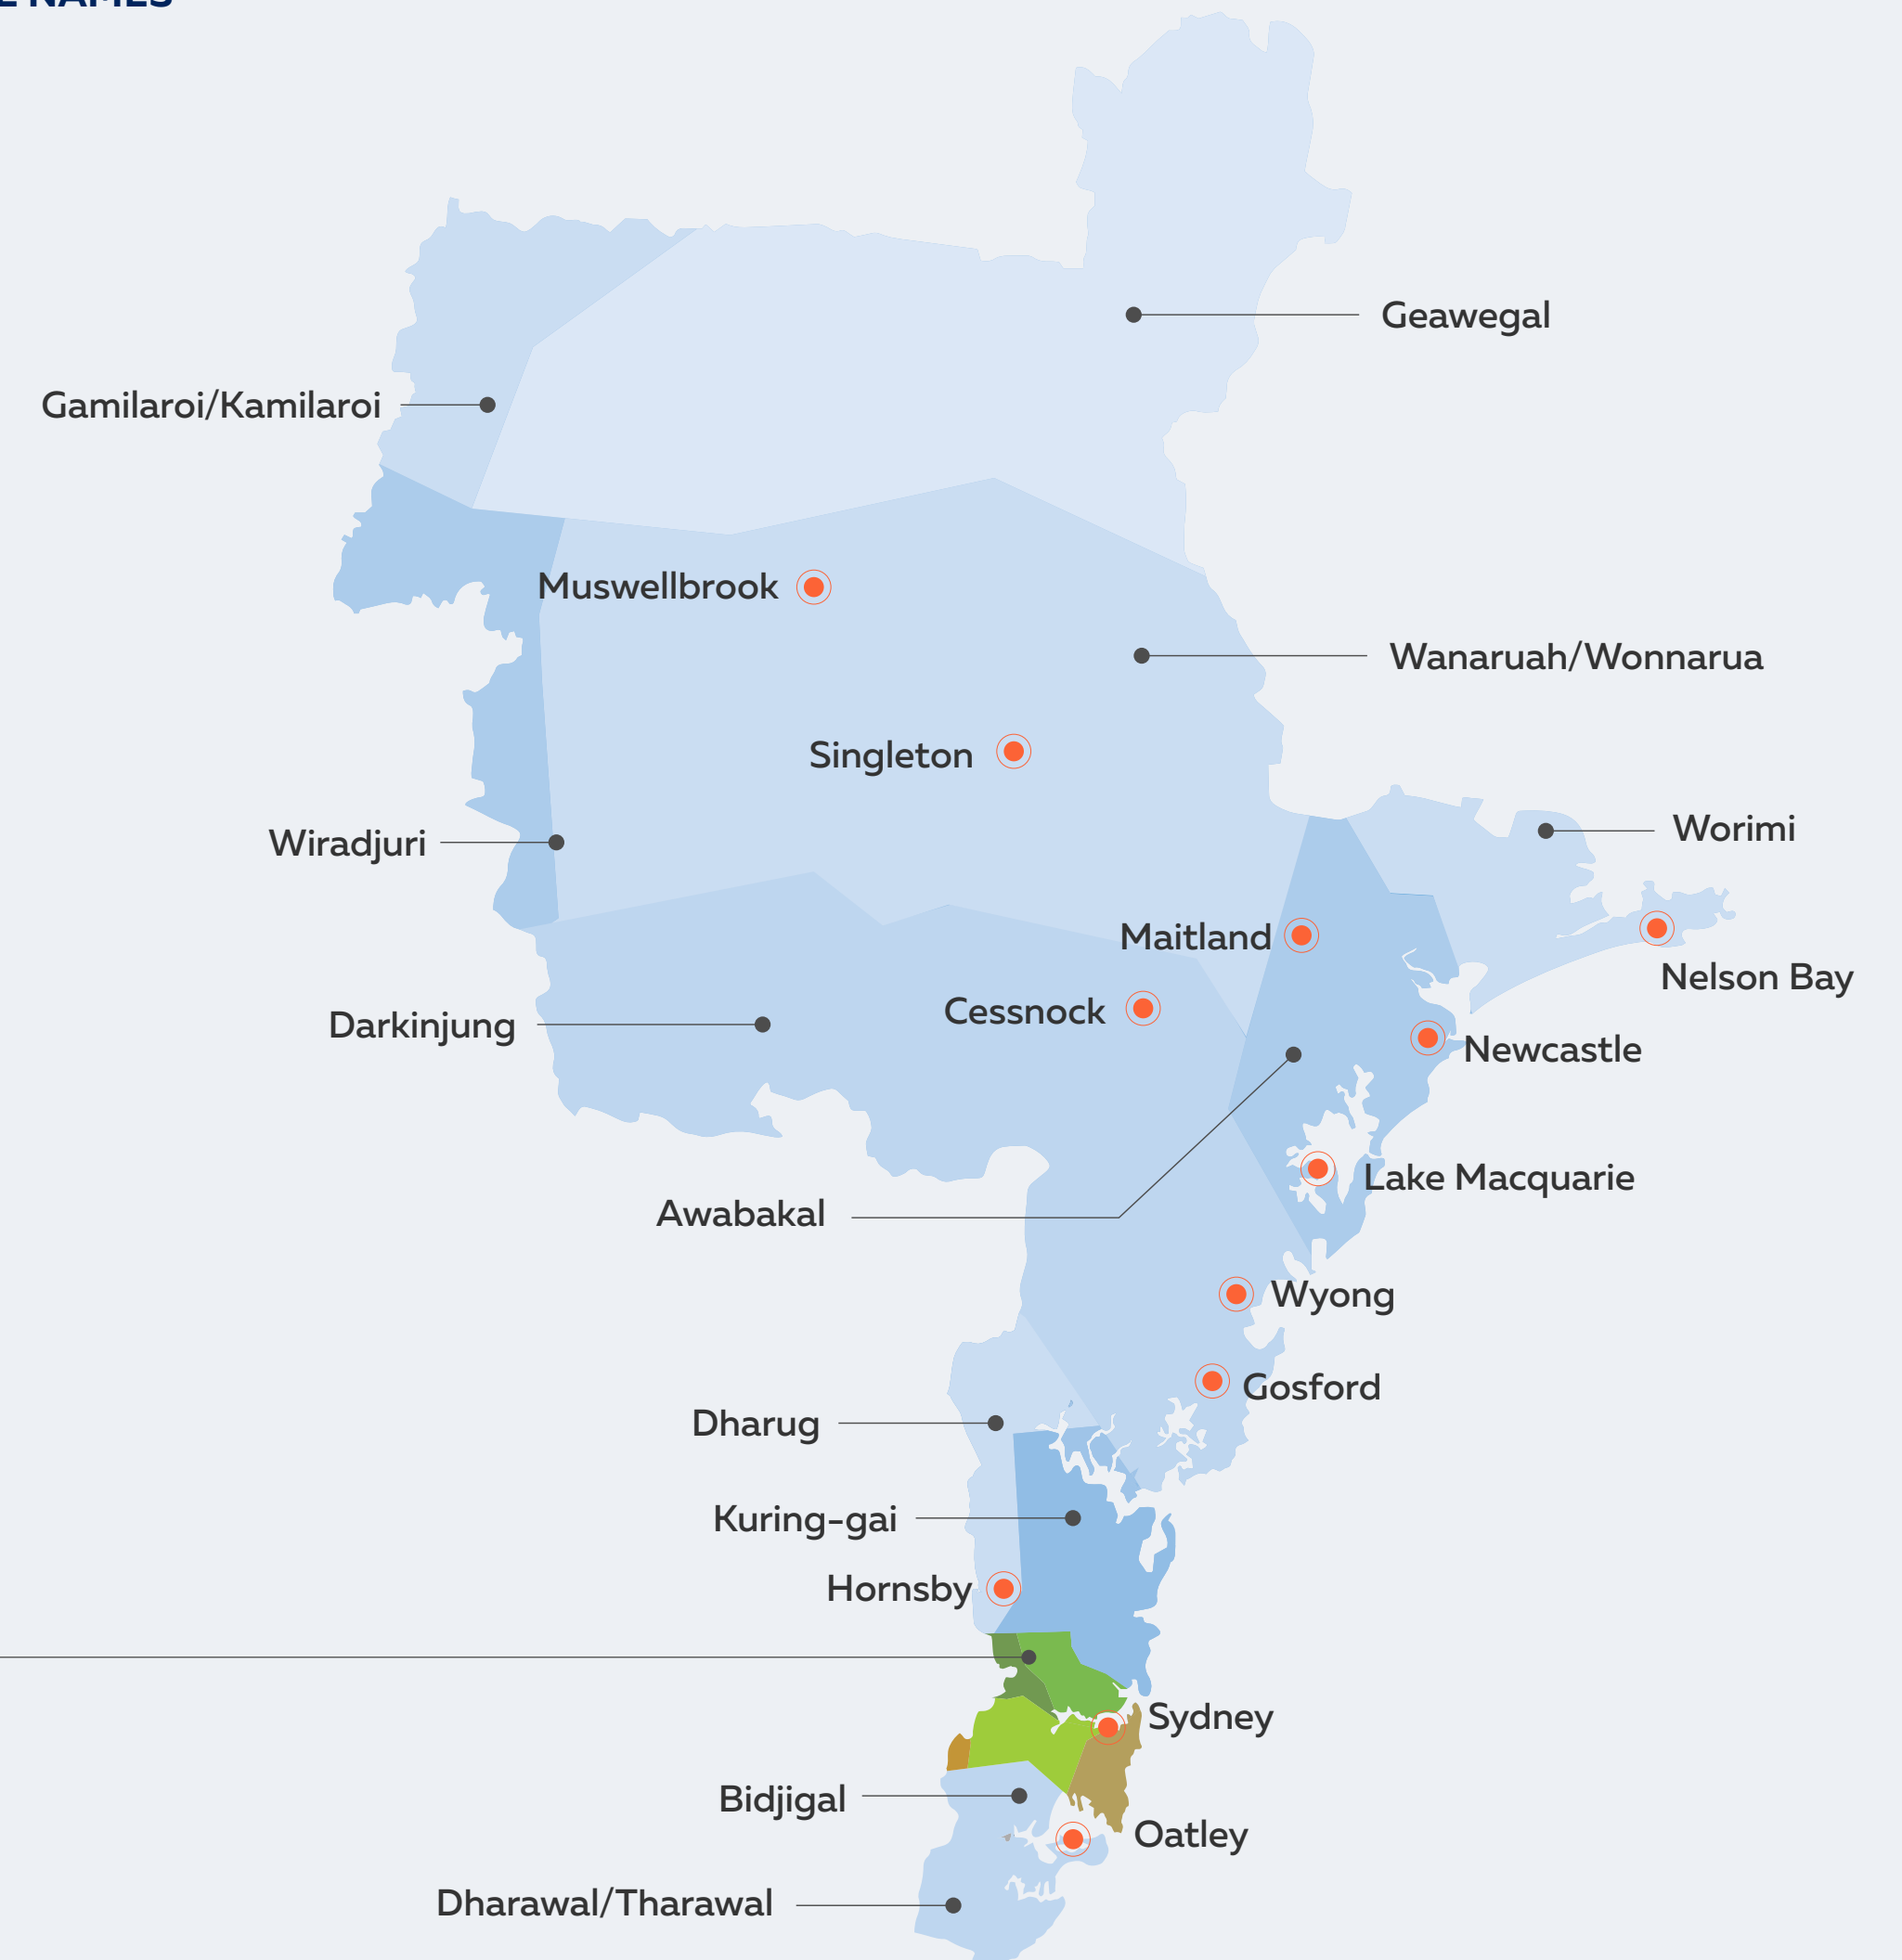 NAMES
Geawegal
Gamilaroi/Kamilaroi
Muswellbrook
Wanaruah/Wonnarua
Singleton
Wiradjuri
Worimi
Maitland
Nelson Bay
Cessnock
Darkinjung
Newcastle
Lake Macquarie
Awabakal
Wyong
Gosford
Dharug
Kuring-gai
Hornsby
Sydney
Bidjigal
Oatley
Dharawal/Tharawal